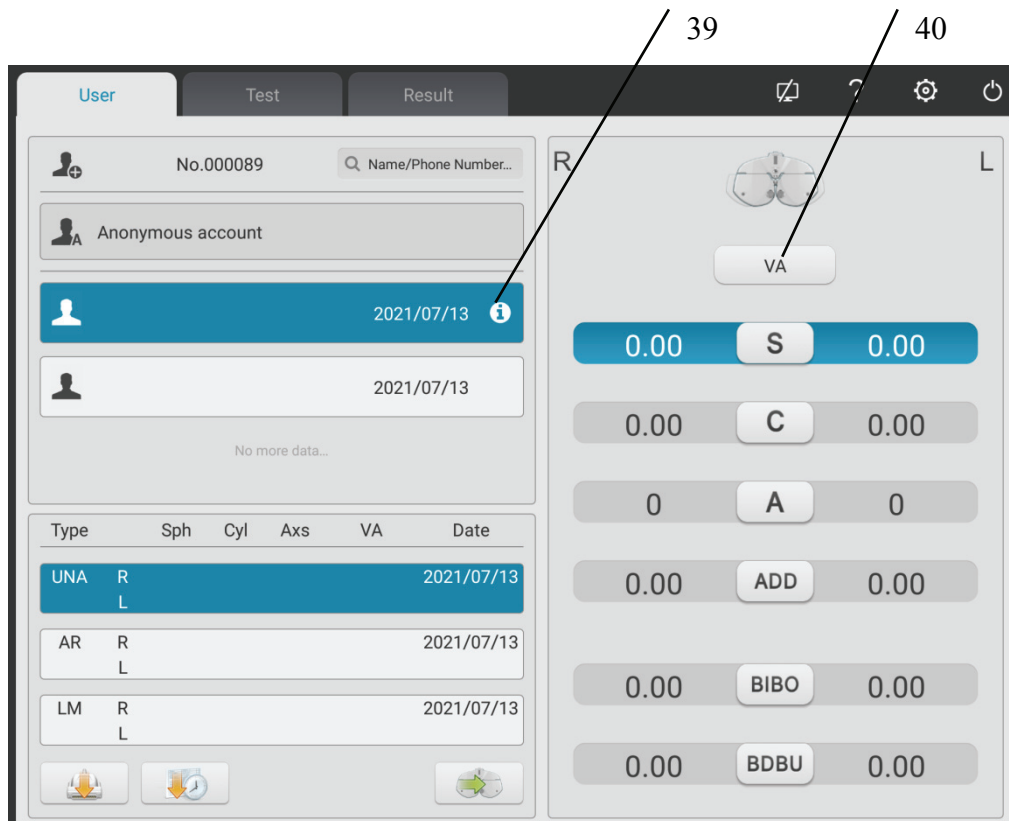 39 40
User Test Result ?
No.000089 Name/Phone Number...
R L
A Anonymous account
VA
2021/07/13 i
0.00 S 0.00
2021/07/13
0.00 C 0.00
No more data...
0 A 0
Type Sph Cyl Axs VA Date
UNA R 2021/07/13
L
0.00 ADD 0.00
AR R 2021/07/13
L
0.00 BIBO 0.00
LM R 2021/07/13
L
0.00 BDBU 0.00